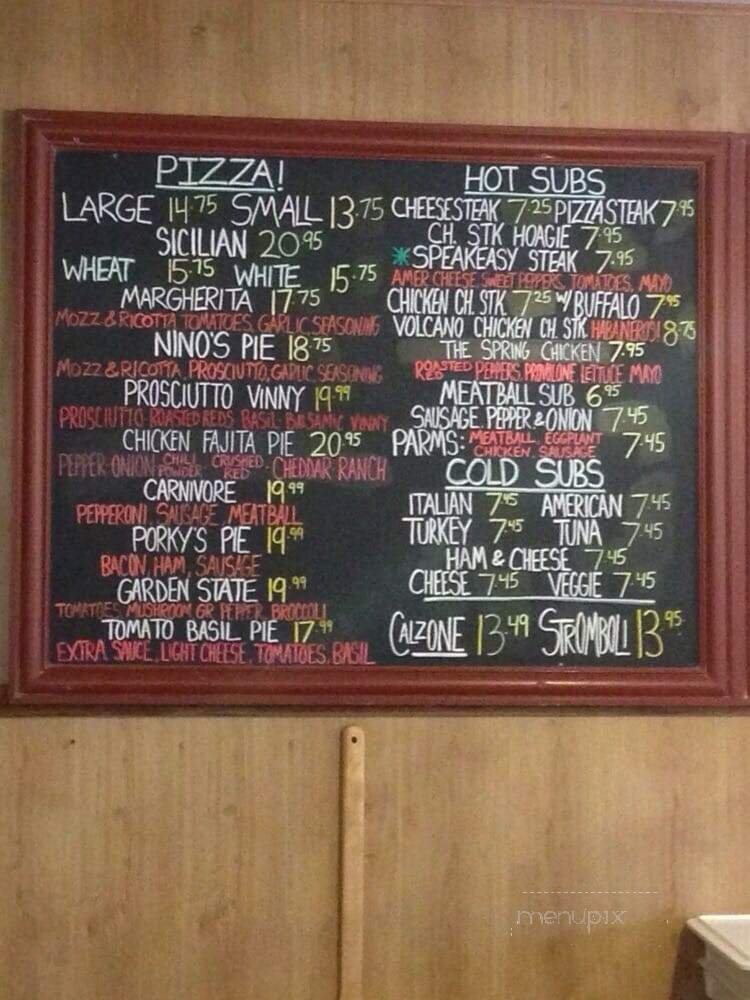 PIZZA!
LARGE 14.75 SMALL 13.75
SICILIAN 20.95
WHEAT 15.75 WHITE 15.75
MARGHERITA 17.75
MOZZ & RICOTTA, TOMATOES, GARLIC, SEASONING
NINO'S PIE 18.75
MOZZ & RICOTTA, PROSCIUTTO, GARLIC, SEASONING
PROSCIUTTO VINNY 19.99
PROSCIUTTO ROASTED REDS BASIL BALSAMIC VINNY
CHICKEN FAJITA PIE 20.95
PEPPER ONION CHILI POWDER CRUSHED RED CHEDDAR RANCH
CARNIVORE 19.99
PEPPERONI, SAUSAGE, MEATBALL
PORKY'S PIE 19.99
BACON, HAM, SAUSAGE
GARDEN STATE 19.99
TOMATOES MUSHROOM GR PEPPER, BROCCOLI
TOMATO BASIL PIE 17.99
EXTRA SAUCE, LIGHT CHEESE, TOMATOES, BASIL
HOT SUBS
CHEESESTEAK 7.25 PIZZASTEAK 7.95
CH. STK HOAGIE 7.95
* SPEAKEASY STEAK 7.95
AMER CHEESE, SWEET PEPPERS, TOMATOES, MAYO
CHICKEN CH. STK 7.25 W/ BUFFALO 7.95
VOLCANO CHICKEN CH. STK HABANEROS! 8.75
THE SPRING CHICKEN 7.95
ROASTED RED PEPPERS, PROVOLONE LETTUCE, MAYO
MEATBALL SUB 6.95
SAUSAGE, PEPPER & ONION 7.45
PARMS: MEATBALL, EGGPLANT CHICKEN, SAUSAGE 7.45
COLD SUBS
ITALIAN 7.45 AMERICAN 7.45
TURKEY 7.45 TUNA 7.45
HAM & CHEESE 7.45
CHEESE 7.45 VEGGIE 7.45
CALZONE 13.49 STROMBOLI 13.95
menupix